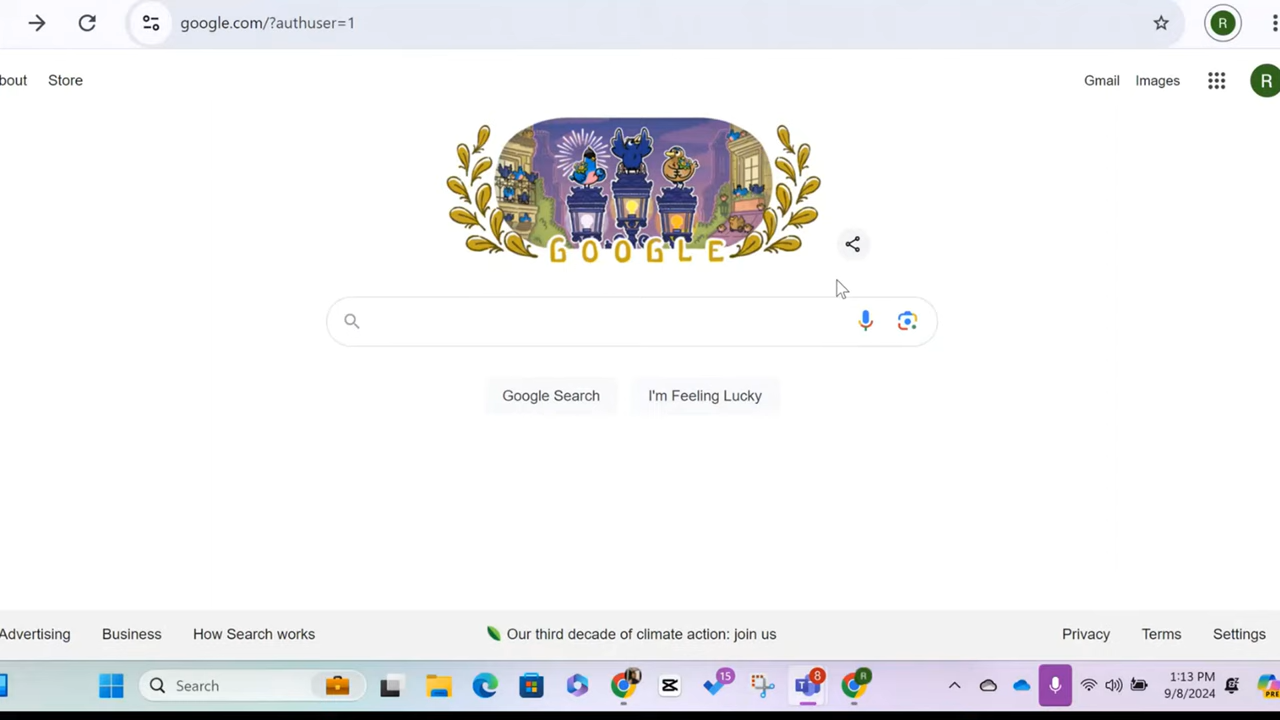 google.com/?authuser=1
R
bout Store
Gmail Images
R
GOOGLE
Google Search I'm Feeling Lucky
Advertising Business How Search works
Our third decade of climate action: join us
Privacy Terms Settings
Search
15
8
R
1:13 PM
9/8/2024
PRE